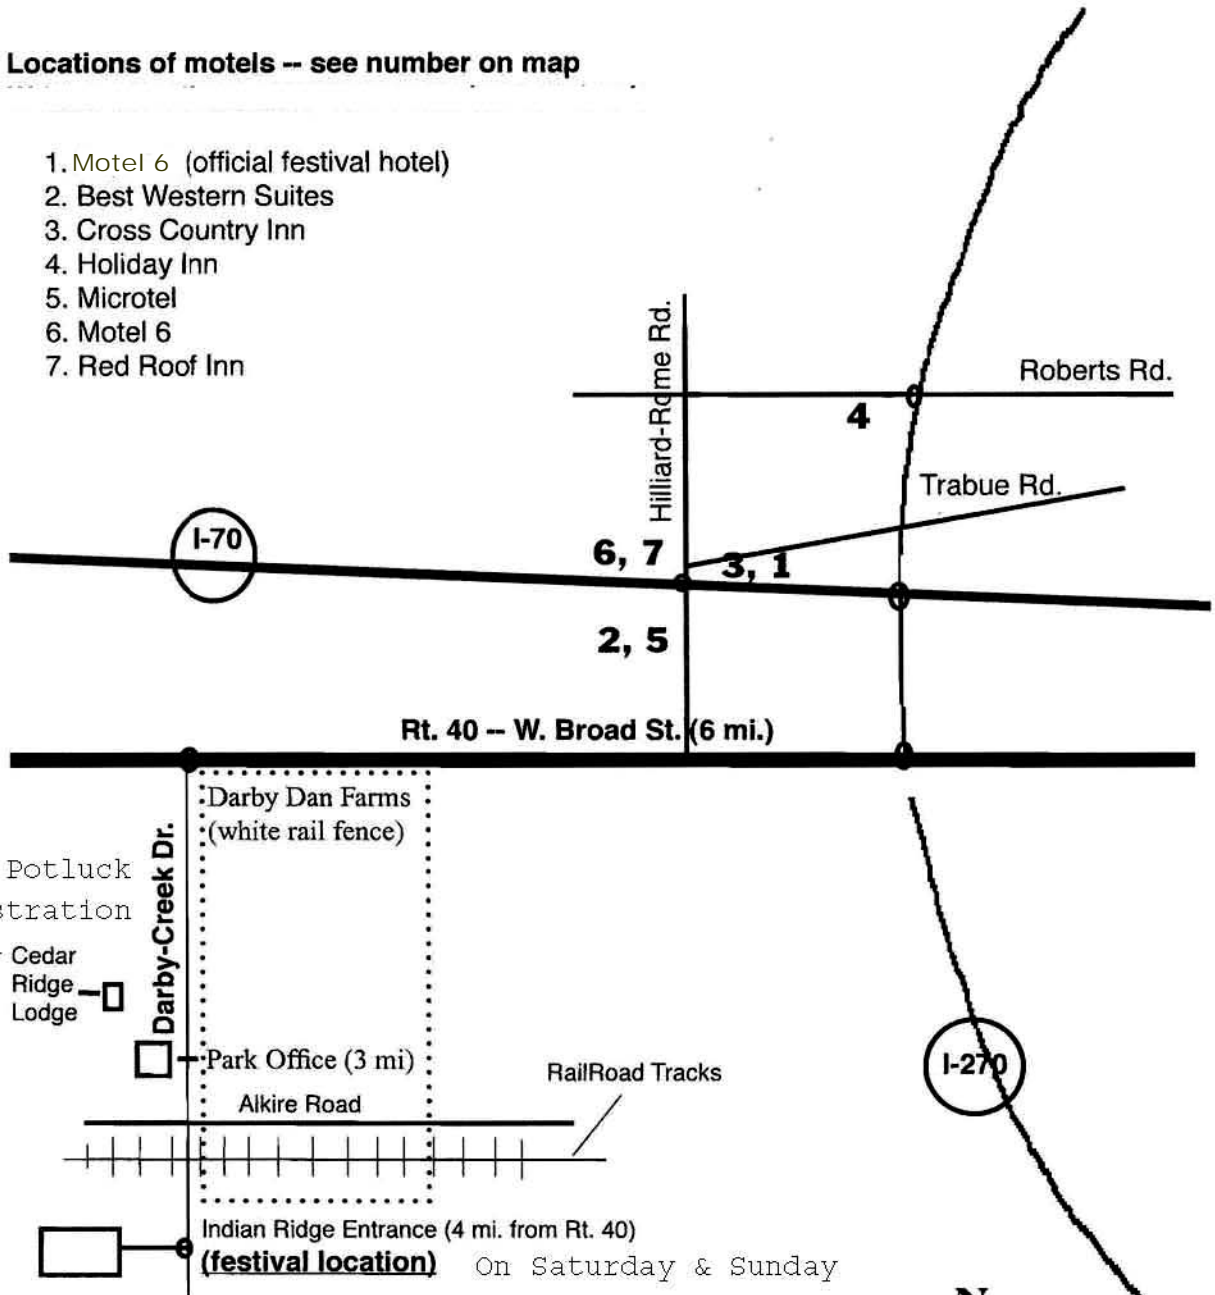 Locations of motels -- see number on map
1. Motel 6 (official festival hotel)
2. Best Western Suites
3. Cross Country Inn
4. Holiday Inn
5. Microtel
6. Motel 6
7. Red Roof Inn
Hilliard-Rome Rd.
Roberts Rd.
4
Trabue Rd.
I-70
6, 7
3, 1
2, 5
Rt. 40 -- W. Broad St. (6 mi.)
Darby Dan Farms
(white rail fence)
Darby-Creek Dr.
Potluck
Cedar
Ridge
Lodge
Park Office (3 mi)
I-270
RailRoad Tracks
Alkire Road
Indian Ridge Entrance (4 mi. from Rt. 40)
(festival location)
On Saturday & Sunday